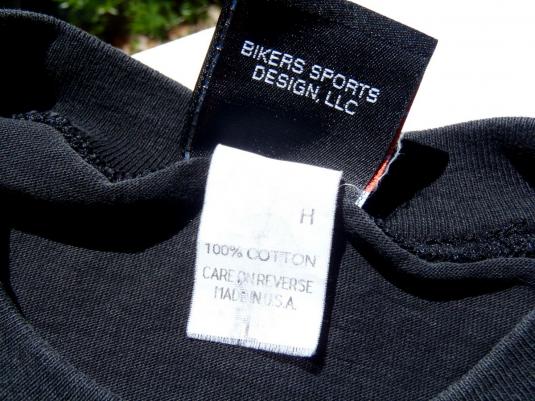 BIKERS SPORTS
DESIGN, LLC
H
100% COTTON
CARE ON REVERSE
MADE IN U.S.A.